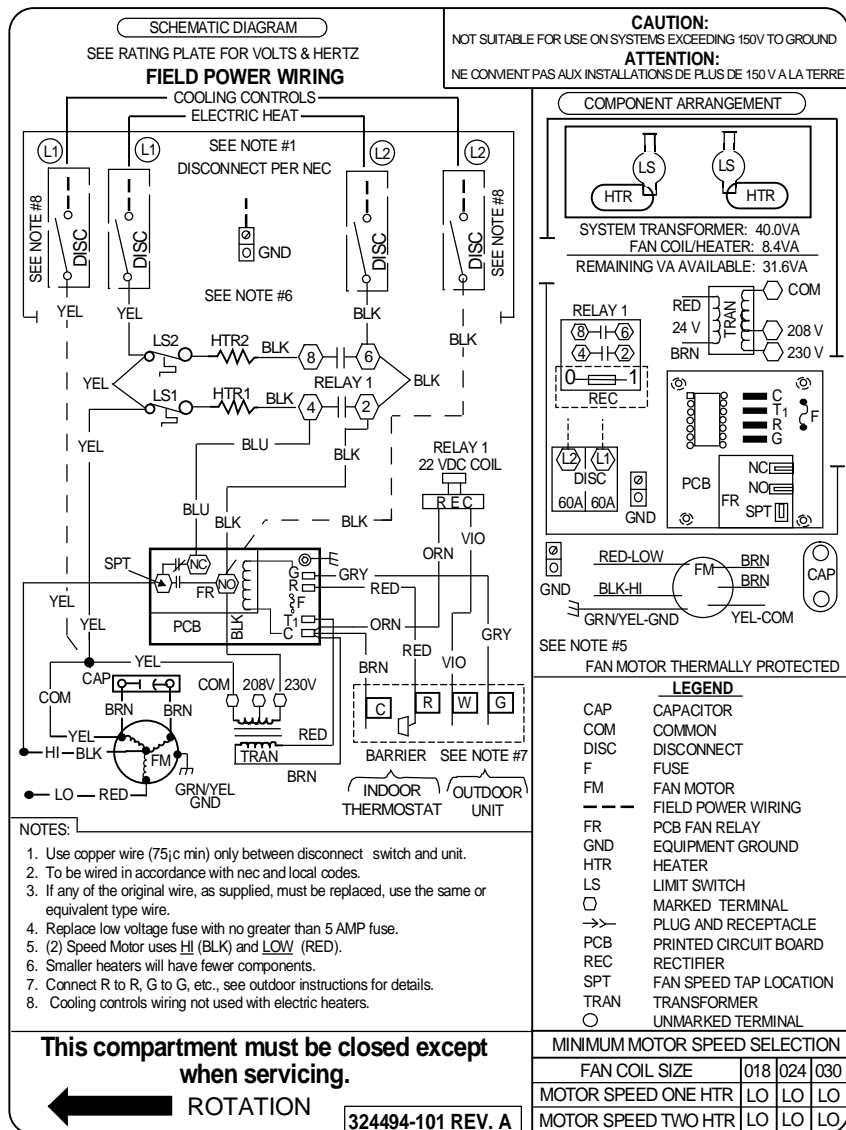 SCHEMATIC DIAGRAM
SEE RATING PLATE FOR VOLTS & HERTZ
FIELD POWER WIRING
COOLING CONTROLS
ELECTRIC HEAT
SEE NOTE #1
DISCONNECT PER NEC
L1
L1
L2
L2
SEE NOTE #8
DISC
DISC
DISC
DISC
SEE NOTE #8
GND
SEE NOTE #6
YEL
YEL
BLK
BLK
LS2
HTR2
BLK
8
6
YEL
RELAY 1
BLK
LS1
HTR1
BLK
4
2
YEL
BLU
BLK
RELAY 1
22 VDC COIL
REC
BLU
BLK
BLK
ORN
VIO
SPT
NC
NO
FR
PCB
BLK
G
R
F
T1
C
GRY
RED
ORN
BRN
RED
VIO
GRY
YEL
YEL
YEL
CAP
COM
BRN
BRN
COM
208V
230V
YEL
HI
BLK
FM
LO
RED
GRN/YEL
GND
TRAN
RED
BRN
C
R
W
G
BARRIER
SEE NOTE #7
INDOOR
THERMOSTAT
OUTDOOR
UNIT
NOTES:
1. Use copper wire (75¡c min) only between disconnect switch and unit.
2. To be wired in accordance with nec and local codes.
3. If any of the original wire, as supplied, must be replaced, use the same or
equivalent type wire.
4. Replace low voltage fuse with no greater than 5 AMP fuse.
5. (2) Speed Motor uses HI (BLK) and LOW (RED).
6. Smaller heaters will have fewer components.
7. Connect R to R, G to G, etc., see outdoor instructions for details.
8. Cooling controls wiring not used with electric heaters.
This compartment must be closed except
when servicing.
ROTATION
324494-101 REV. A
CAUTION:
NOT SUITABLE FOR USE ON SYSTEMS EXCEEDING 150V TO GROUND
ATTENTION:
NE CONVIENT PAS AUX INSTALLATIONS DE PLUS DE 150 V A LA TERRE
COMPONENT ARRANGEMENT
LS
LS
HTR
HTR
SYSTEM TRANSFORMER: 40.0VA
FAN COIL/HEATER: 8.4VA
REMAINING VA AVAILABLE: 31.6VA
RELAY 1
8
6
4
2
0
1
REC
RED
24 V
BRN
TRAN
COM
208 V
230 V
L2
L1
DISC
60A
60A
GND
C
T1
R
G
F
PCB
NC
NO
FR
SPT
GND
RED-LOW
BLK-HI
GRN/YEL-GND
FM
BRN
BRN
YEL-COM
CAP
SEE NOTE #5
FAN MOTOR THERMALLY PROTECTED
LEGEND
CAP CAPACITOR
COM COMMON
DISC DISCONNECT
F FUSE
FM FAN MOTOR
FIELD POWER WIRING
FR PCB FAN RELAY
GND EQUIPMENT GROUND
HTR HEATER
LS LIMIT SWITCH
MARKED TERMINAL
PLUG AND RECEPTACLE
PCB PRINTED CIRCUIT BOARD
REC RECTIFIER
SPT FAN SPEED TAP LOCATION
TRAN TRANSFORMER
UNMARKED TERMINAL
MINIMUM MOTOR SPEED SELECTION
FAN COIL SIZE 018 024 030
MOTOR SPEED ONE HTR LO LO LO
MOTOR SPEED TWO HTR LO LO LO